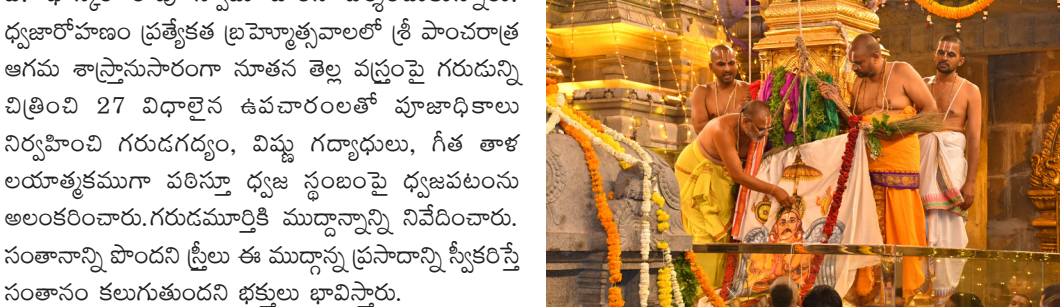 ధ్వజారోహణం ప్రత్యేకత బ్రహ్మోత్సవాలలో శ్రీ పాంచరాత్ర
ఆగమ శాస్త్రానుసారంగా నూతన తెల్ల వస్త్రంపై గరుడున్ని
చిత్రించి 27 విధాలైన ఉపచారంలతో పూజాధికాలు
నిర్వహించి గరుడగద్యం, విష్ణు గద్యాధులు, గీత తాళ
లయాత్మకముగా పఠిస్తూ ధ్వజ స్థంబంపై ధ్వజపటంను
అలంకరించారు.గరుడమూర్తికి ముద్దాన్నాన్ని నివేదించారు.
సంతానాన్ని పొందని స్త్రీలు ఈ ముద్గాన్న ప్రసాదాన్ని స్వీకరిస్తే
సంతానం కలుగుతుందని భక్తులు భావిస్తారు.